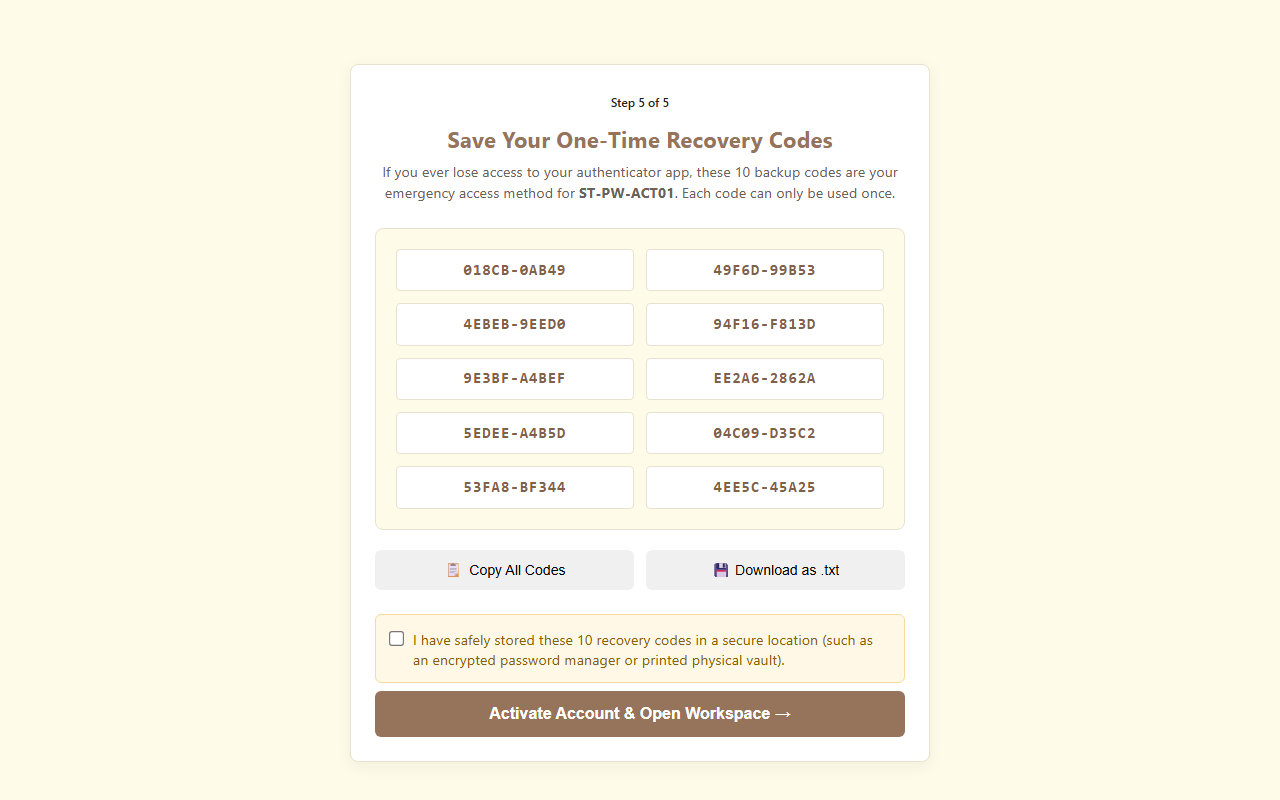 Step 5 of 5
Save Your One-Time Recovery Codes
If you ever lose access to your authenticator app, these 10 backup codes are your
emergency access method for ST-PW-ACT01. Each code can only be used once.
018CB-0AB49
49F6D-99B53
4EBEB-9EED0
94F16-F813D
9E3BF-A4BEF
EE2A6-2862A
5EDEE-A4B5D
04C09-D35C2
53FA8-BF344
4EE5C-45A25
📋 Copy All Codes
💾 Download as .txt
I have safely stored these 10 recovery codes in a secure location (such as
an encrypted password manager or printed physical vault).
Activate Account & Open Workspace →